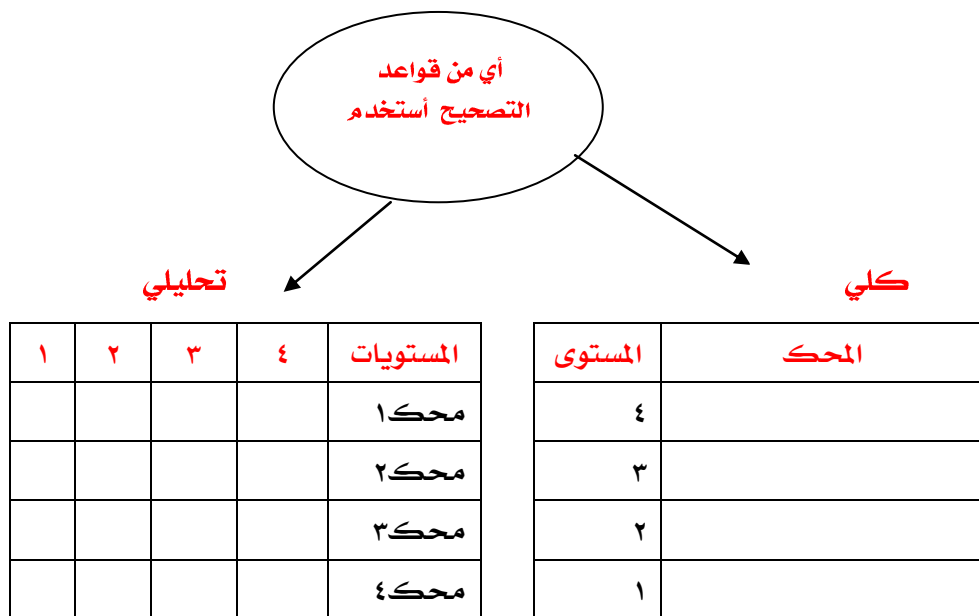 أي من قواعد
التصحيح أستخدم
كلي
تحليلي
المحك المستوى
٤
٣
٢
١
المستويات ٤ ٣ ٢ ١
محك١
محك٢
محك٣
محك٤